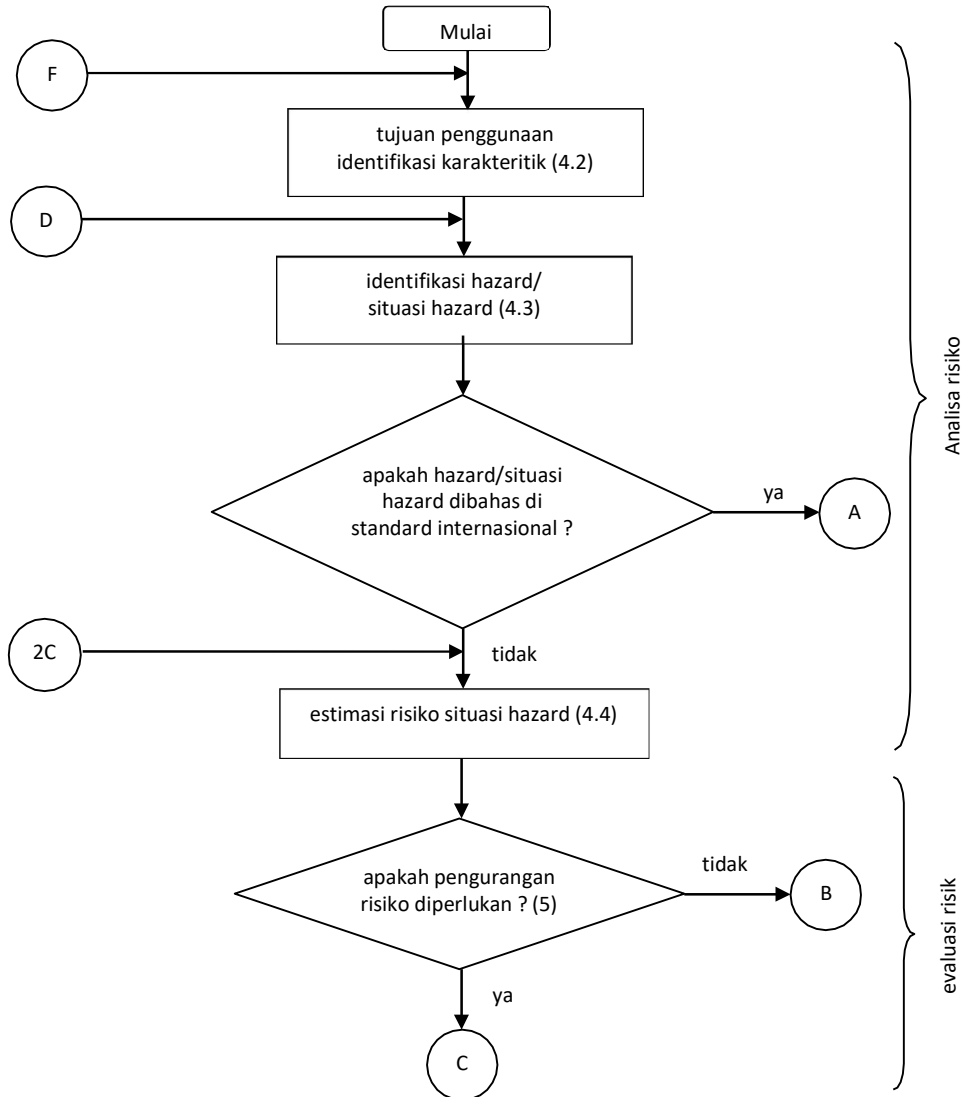 Mulai
F
tujuan penggunaan
identifikasi karakteritik (4.2)
D
identifikasi hazard/
situasi hazard (4.3)
Analisa risiko
apakah hazard/situasi
hazard dibahas di
standard internasional ?
ya
A
2C
tidak
estimasi risiko situasi hazard (4.4)
apakah pengurangan
risiko diperlukan ? (5)
tidak
B
evaluasi risik
ya
C